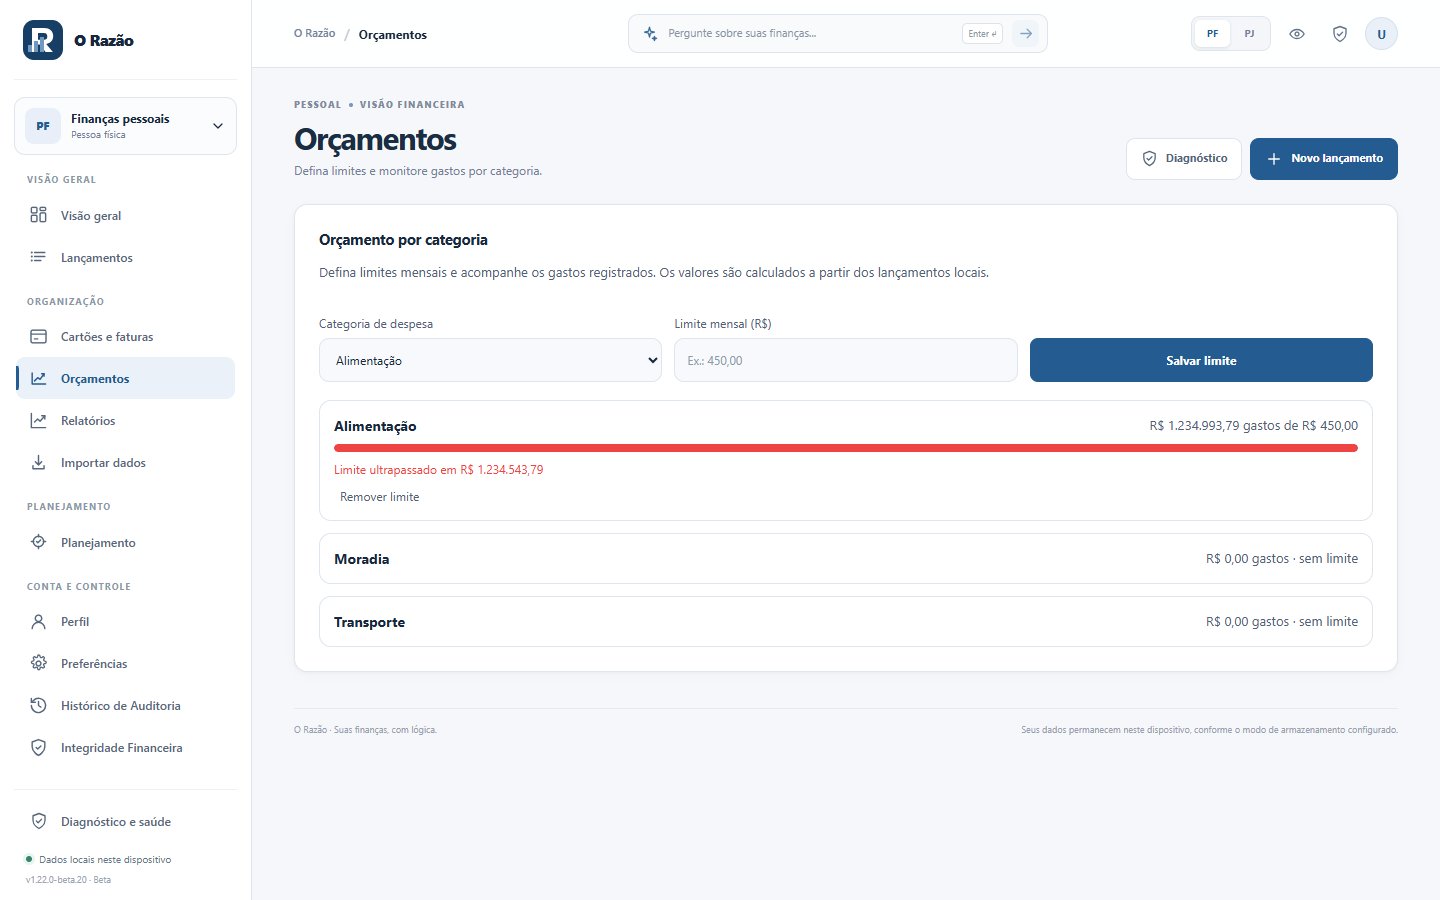 O Razão
PF
Finanças pessoais
Pessoa física
VISÃO GERAL
Visão geral
Lançamentos
ORGANIZAÇÃO
Cartões e faturas
Orçamentos
Relatórios
Importar dados
PLANEJAMENTO
Planejamento
CONTA E CONTROLE
Perfil
Preferências
Histórico de Auditoria
Integridade Financeira
Diagnóstico e saúde
Dados locais neste dispositivo
v1.22.0-beta.20 · Beta
O Razão / Orçamentos
Pergunte sobre suas finanças...
Enter ↵
PF PJ
U
PESSOAL • VISÃO FINANCEIRA
Orçamentos
Defina limites e monitore gastos por categoria.
Diagnóstico
Novo lançamento
Orçamento por categoria
Defina limites mensais e acompanhe os gastos registrados. Os valores são calculados a partir dos lançamentos locais.
Categoria de despesa
Alimentação
Limite mensal (R$)
Ex.: 450,00
Salvar limite
Alimentação R$ 1.234.993,79 gastos de R$ 450,00
Limite ultrapassado em R$ 1.234.543,79
Remover limite
Moradia R$ 0,00 gastos · sem limite
Transporte R$ 0,00 gastos · sem limite
O Razão · Suas finanças, com lógica.
Seus dados permanecem neste dispositivo, conforme o modo de armazenamento configurado.